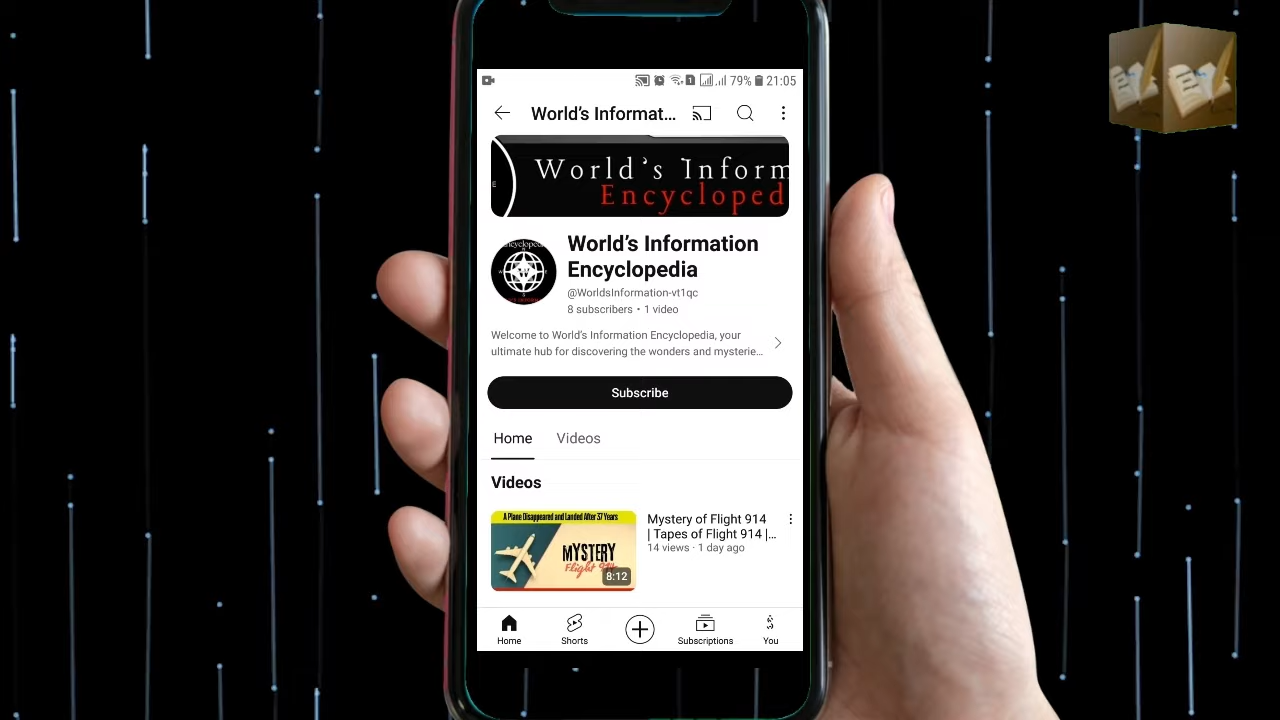 79% 21:05
World's Informat...
World's Inform
Encycloped
World's Information
Encyclopedia
@WorldsInformation-vt1qc
8 subscribers • 1 video
Welcome to World's Information Encyclopedia, your
ultimate hub for discovering the wonders and mysterie...
Subscribe
Home Videos
Videos
A Plane Disappeared and Landed After 37 Years
MYSTERY
Flight 914
8:12
Mystery of Flight 914
| Tapes of Flight 914 |...
14 views · 1 day ago
Home Shorts Subscriptions You